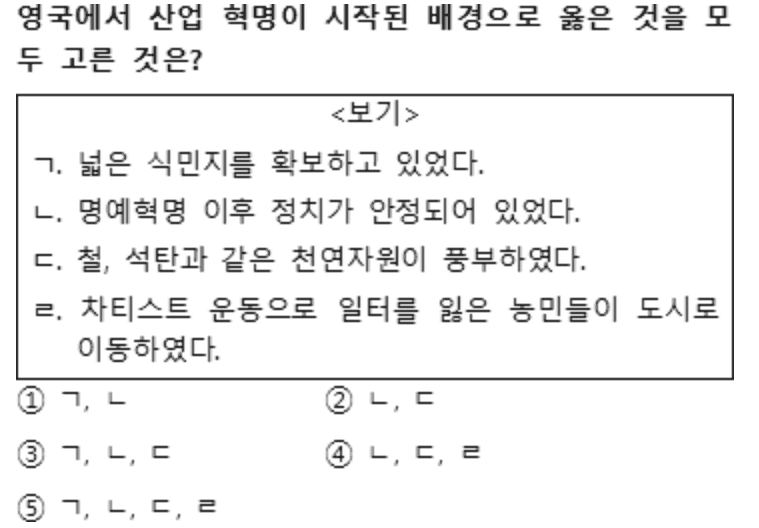 영국에서 산업 혁명이 시작된 배경으로 옳은 것을 모
두 고른 것은?
<보기>
ㄱ. 넓은 식민지를 확보하고 있었다.
ㄴ. 명예혁명 이후 정치가 안정되어 있었다.
ㄷ. 철, 석탄과 같은 천연자원이 풍부하였다.
ㄹ. 차티스트 운동으로 일터를 잃은 농민들이 도시로
이동하였다.
① ㄱ, ㄴ ② ㄴ, ㄷ
③ ㄱ, ㄴ, ㄷ ④ ㄴ, ㄷ, ㄹ
⑤ ㄱ, ㄴ, ㄷ, ㄹ